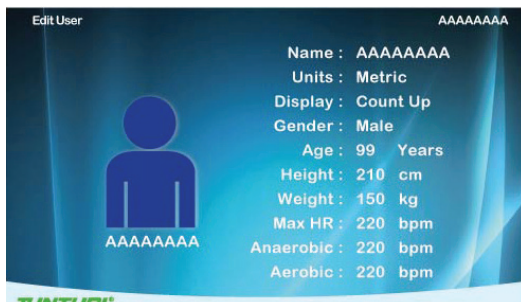 Edit User
AAAAAAAA
Name : AAAAAAAA
Units : Metric
Display : Count Up
Gender : Male
Age : 99 Years
Height : 210 cm
Weight : 150 kg
Max HR : 220 bpm
Anaerobic : 220 bpm
Aerobic : 220 bpm
AAAAAAAA